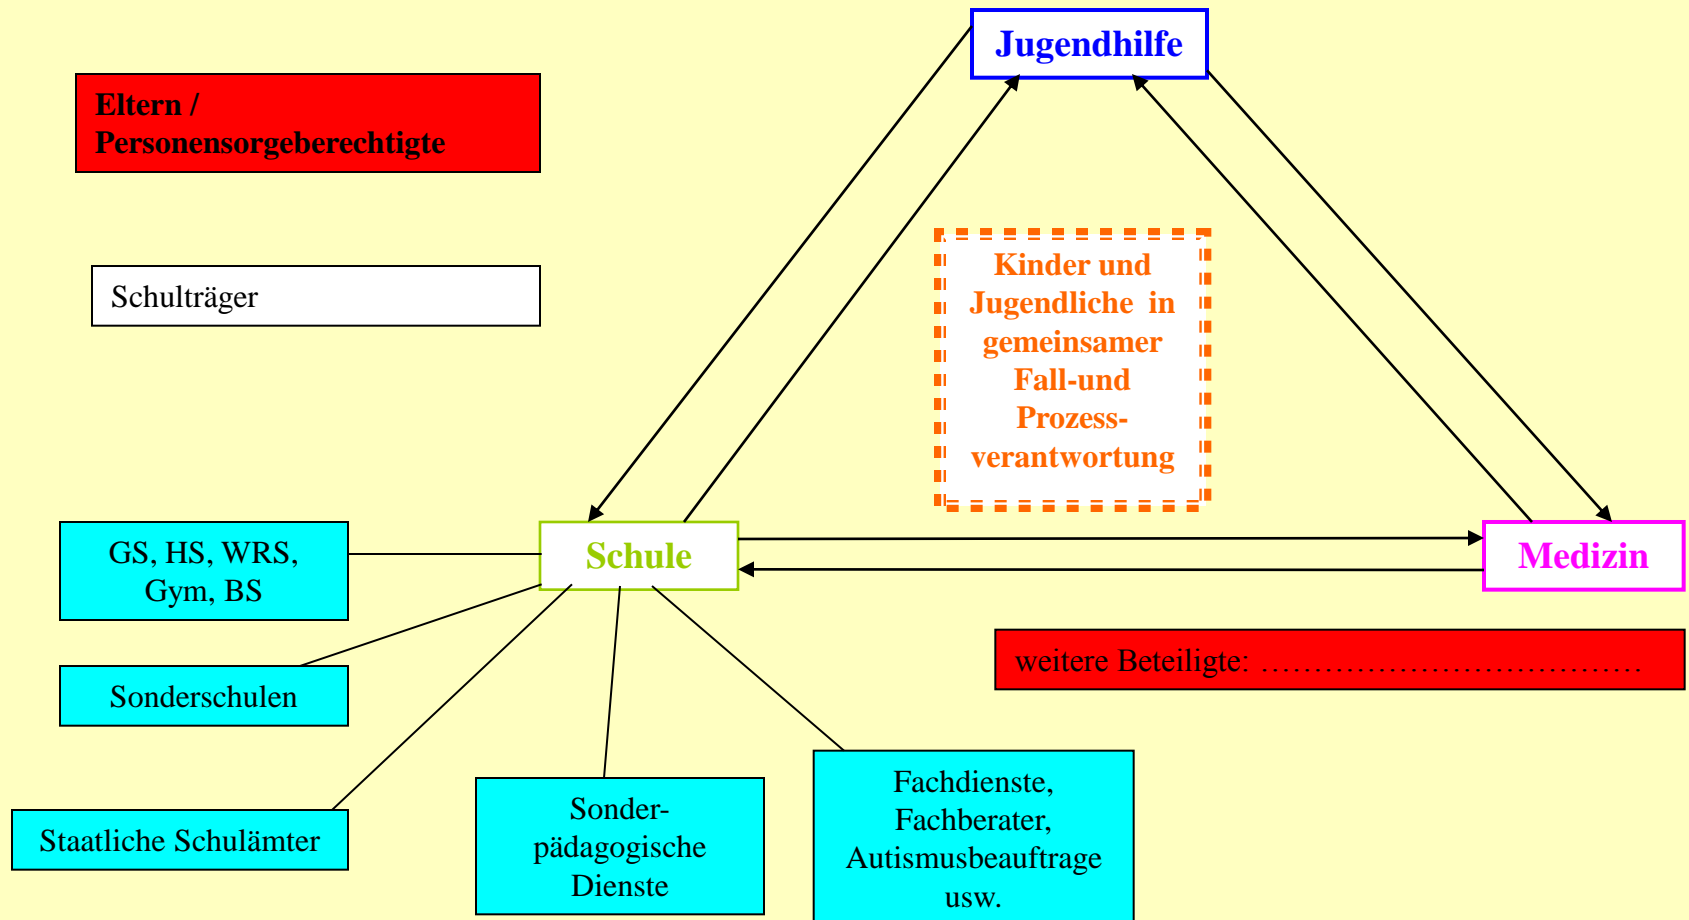 Jugendhilfe
Eltern /
Personensorgeberechtigte
Schulträger
Kinder und
Jugendliche in
gemeinsamer
Fall-und
Prozess-
verantwortung
GS, HS, WRS,
Gym, BS
Schule
Medizin
weitere Beteiligte: ……………………………
Sonderschulen
Staatliche Schulämter
Sonder-
pädagogische
Dienste
Fachdienste,
Fachberater,
Autismusbeauftrage
usw.